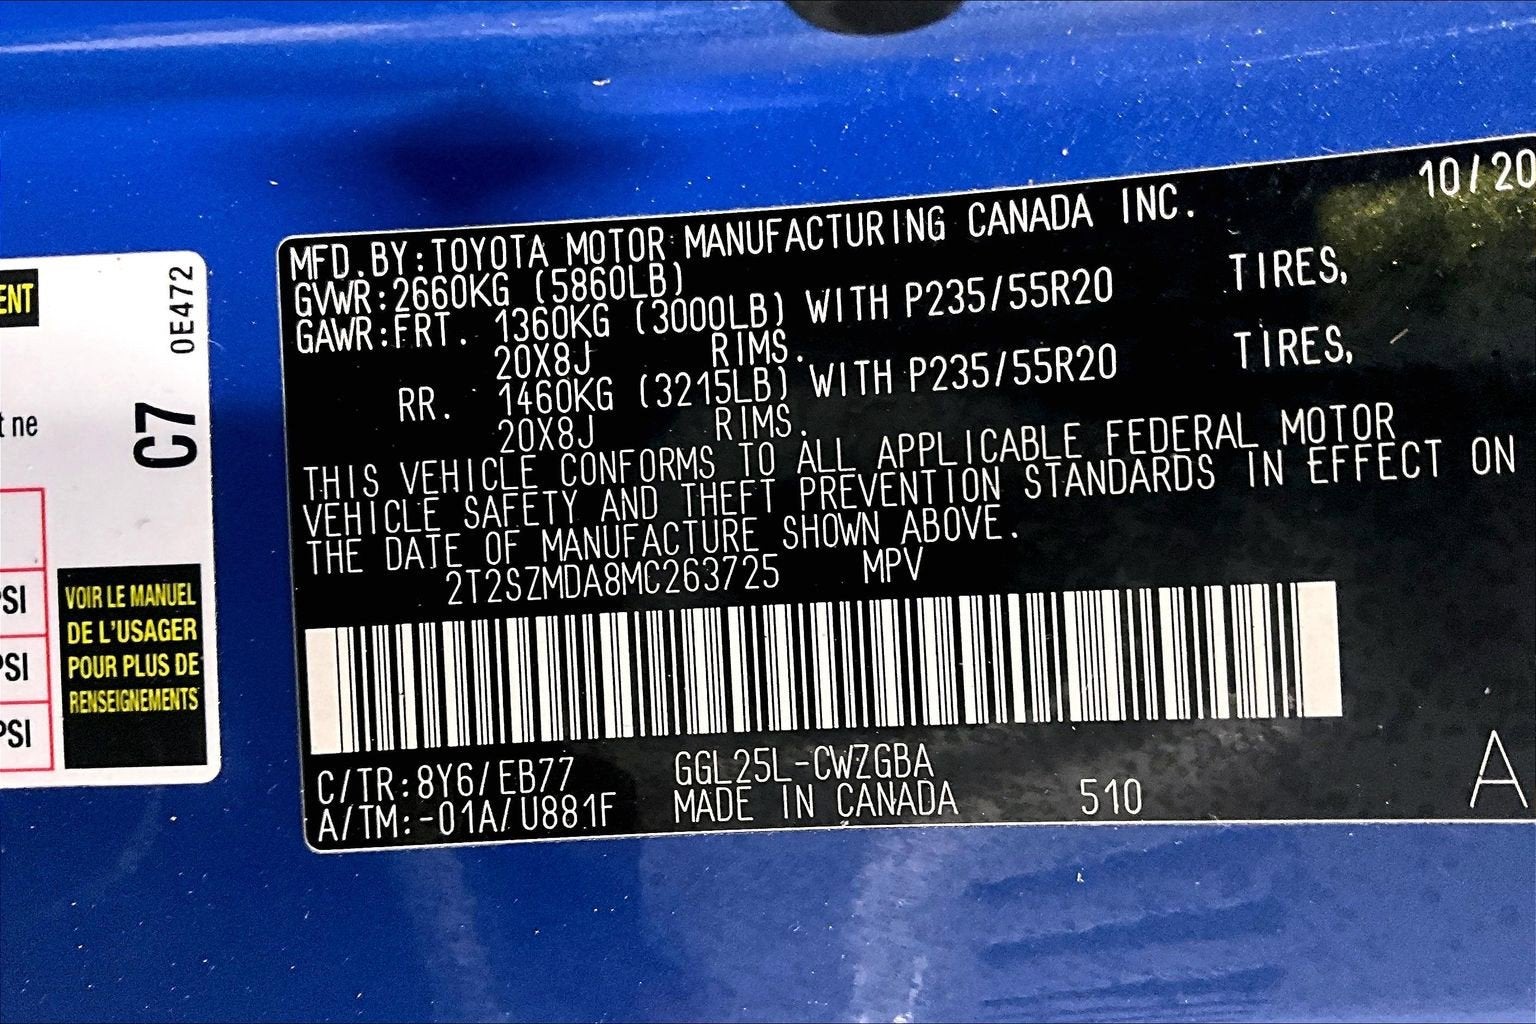 ENT
0E472
C7
t ne
PSI
PSI
PSI
VOIR LE MANUEL
DE L'USAGER
POUR PLUS DE
RENSEIGNEMENTS
MFD.BY:TOYOTA MOTOR MANUFACTURING CANADA INC. 10/20
GVWR:2660KG (5860LB)
GAWR:FRT. 1360KG (3000LB) WITH P235/55R20 TIRES,
20X8J RIMS.
RR. 1460KG (3215LB) WITH P235/55R20 TIRES,
20X8J RIMS.
THIS VEHICLE CONFORMS TO ALL APPLICABLE FEDERAL MOTOR
VEHICLE SAFETY AND THEFT PREVENTION STANDARDS IN EFFECT ON
THE DATE OF MANUFACTURE SHOWN ABOVE.
2T2SZMDA8MC263725 MPV
C/TR:8Y6/EB77 GGL25L-CWZGBA
A/TM:-01A/U881F MADE IN CANADA 510 A